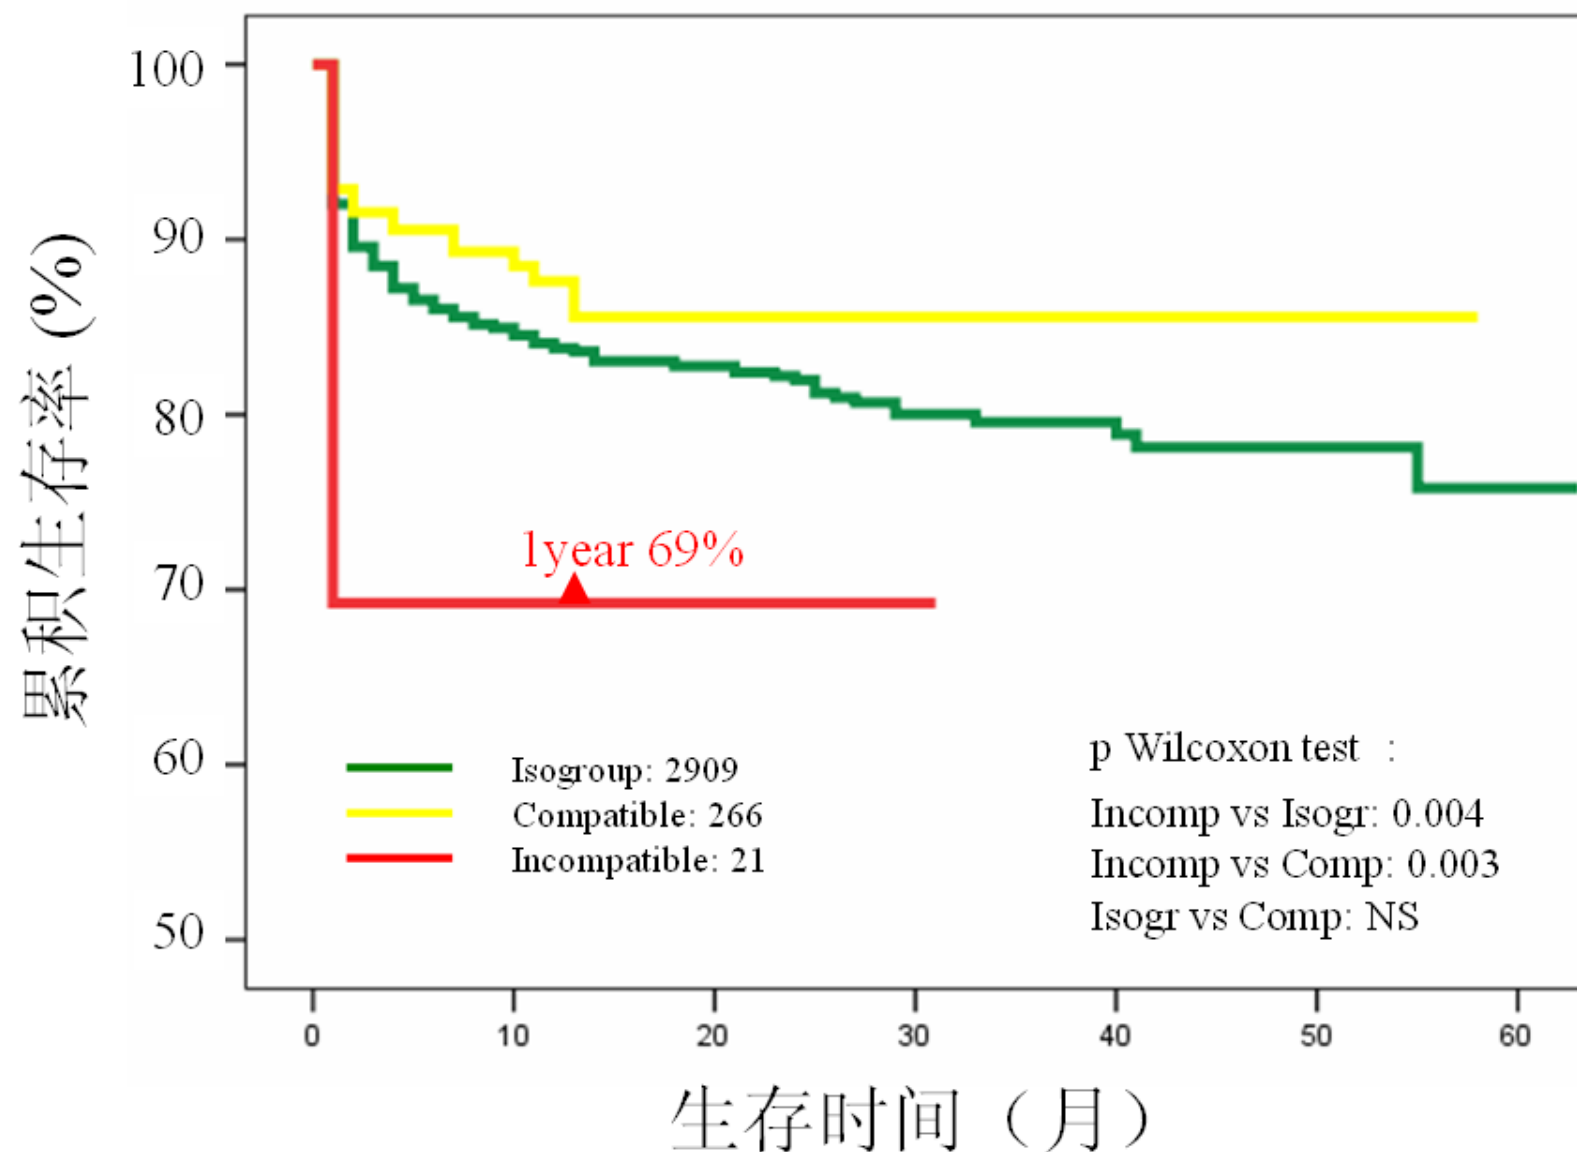 累积生存率 (%)
100
90
80
70
60
50
1year 69%
Isogroup: 2909
Compatible: 266
Incompatible: 21
p Wilcoxon test :
Incomp vs Isogr: 0.004
Incomp vs Comp: 0.003
Isogr vs Comp: NS
0 10 20 30 40 50 60
生存时间（月）